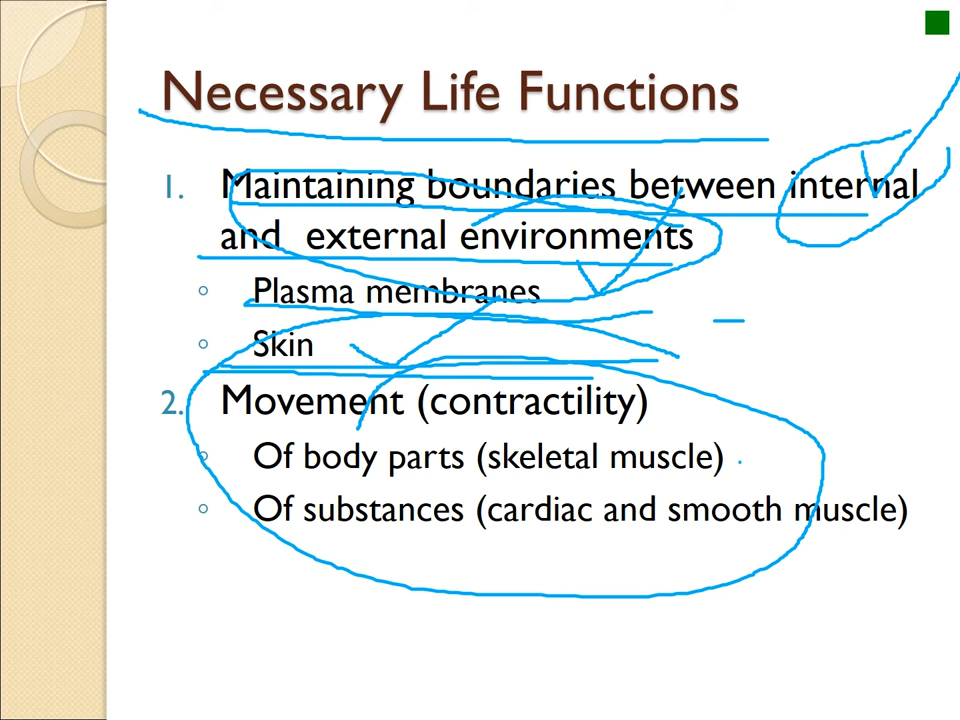 Necessary Life Functions
1. Maintaining boundaries between internal
and external environments
◦ Plasma membranes
◦ Skin
2. Movement (contractility)
◦ Of body parts (skeletal muscle)
◦ Of substances (cardiac and smooth muscle)